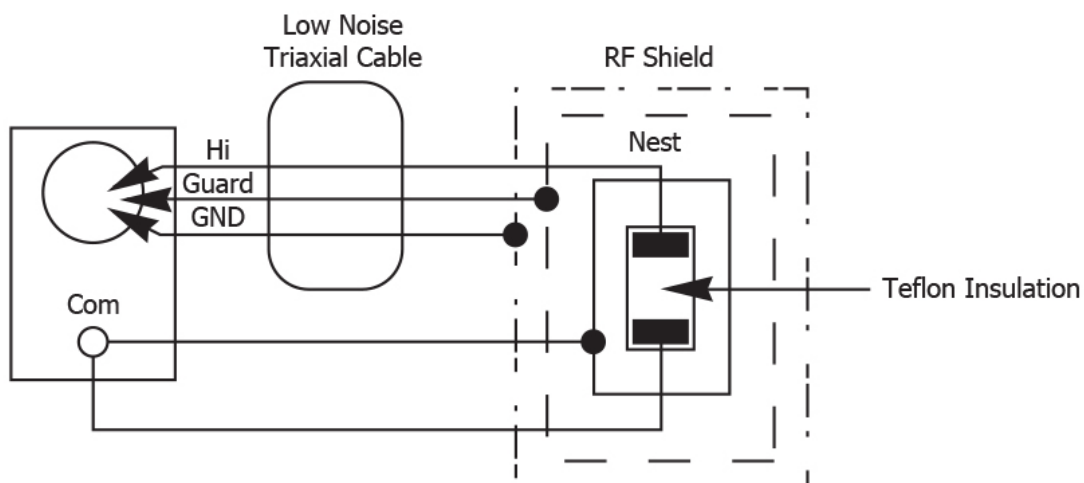 Low Noise
Triaxial Cable
RF Shield
Nest
Hi
Guard
GND
Com
Teflon Insulation